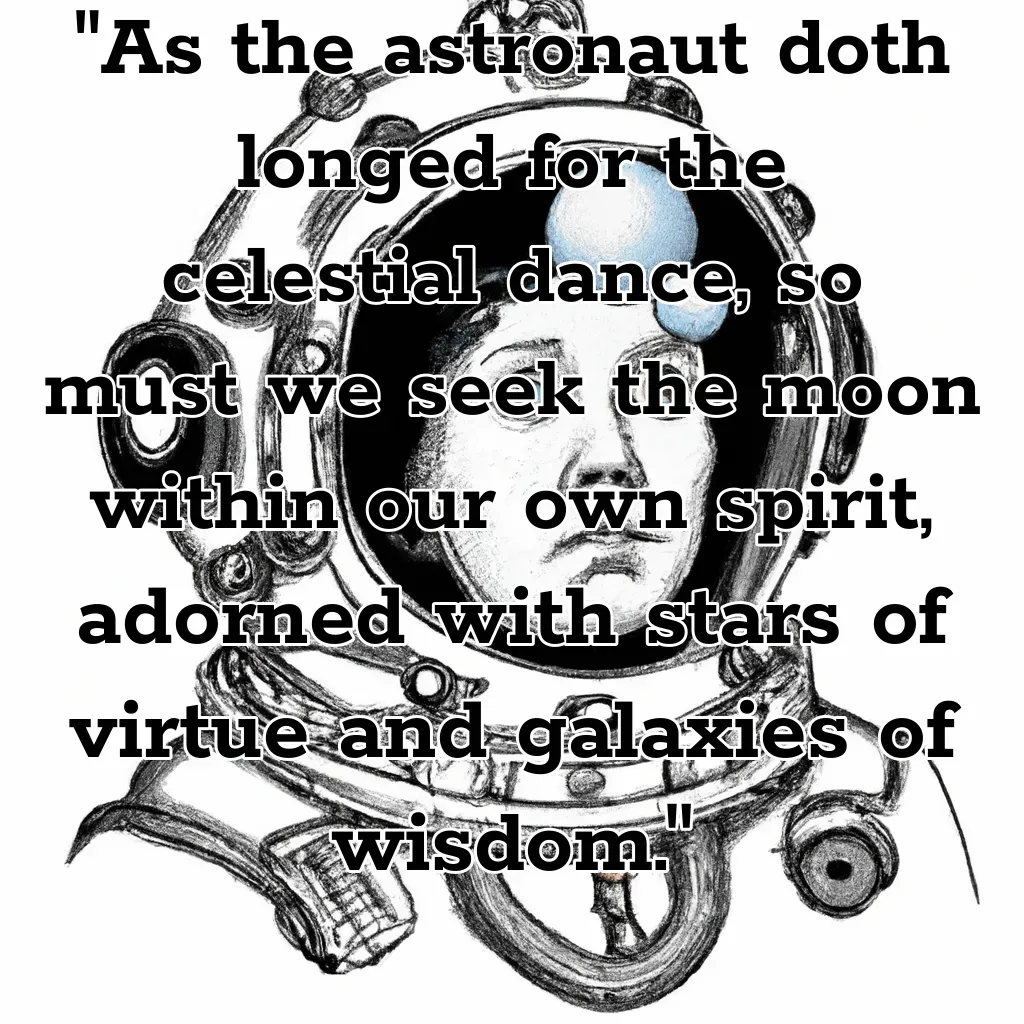 "As the astronaut doth
longed for the
celestial dance, so
must we seek the moon
within our own spirit,
adorned with stars of
virtue and galaxies of
wisdom."